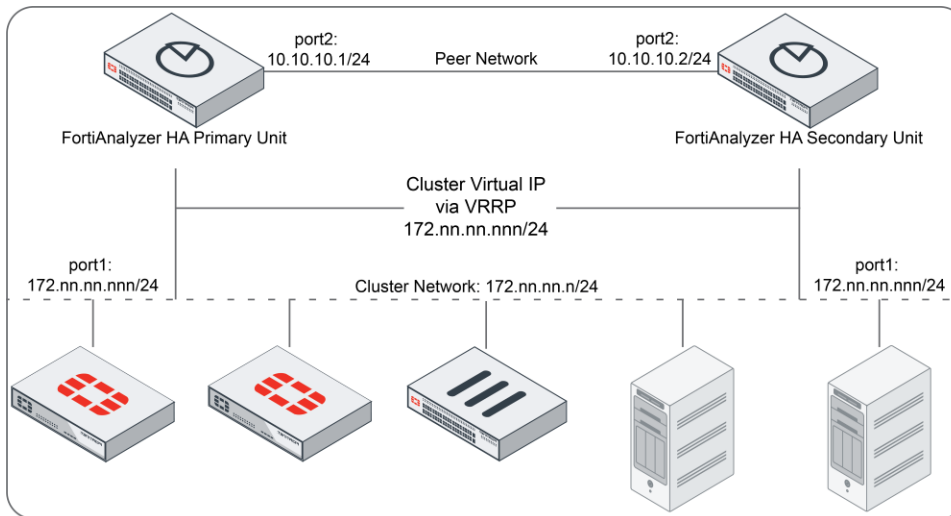 port2:
10.10.10.1/24
Peer Network
port2:
10.10.10.2/24
FortiAnalyzer HA Primary Unit
FortiAnalyzer HA Secondary Unit
Cluster Virtual IP
via VRRP
172.nn.nn.nnn/24
port1:
172.nn.nn.nnn/24
Cluster Network: 172.nn.nn.n/24
port1:
172.nn.nn.nnn/24